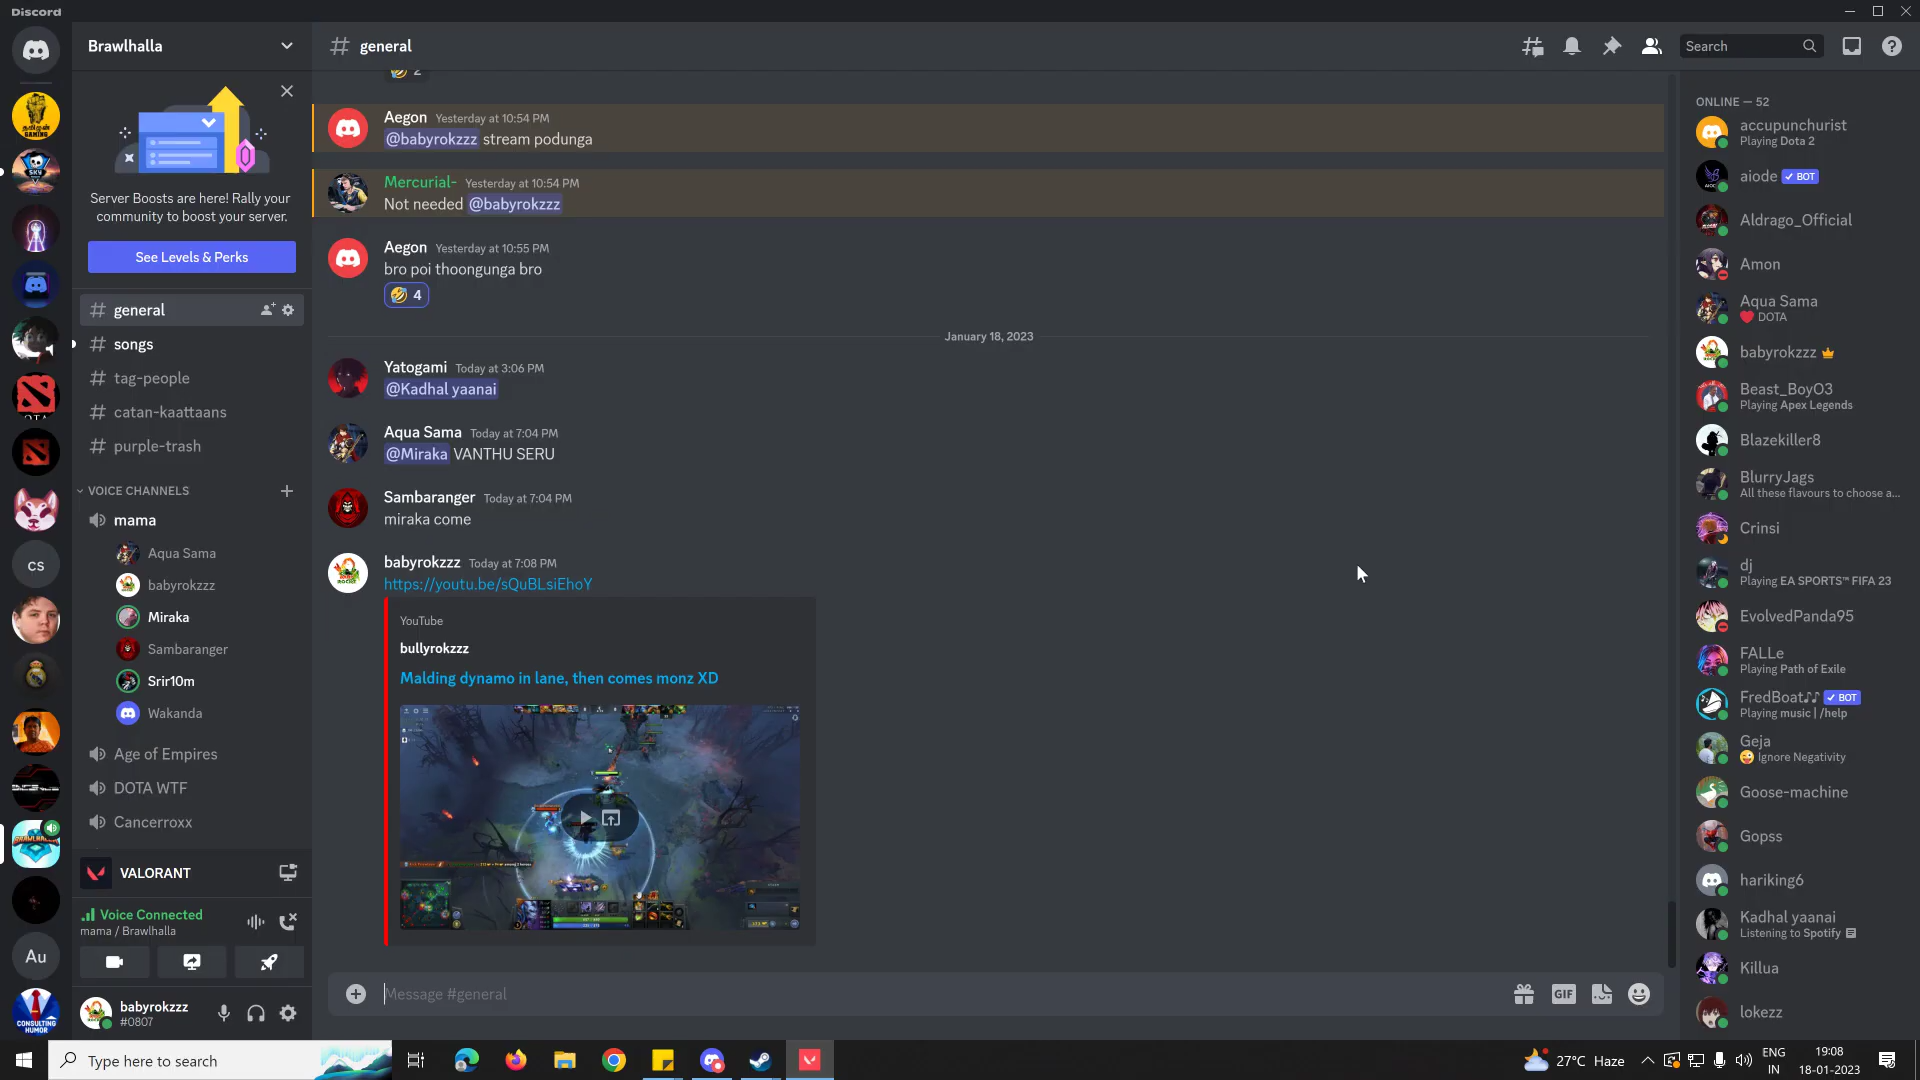 Discord
Brawlhalla
Server Boosts are here! Rally your
community to boost your server.
See Levels & Perks
general
songs
tag-people
catan-kaattaans
purple-trash
VOICE CHANNELS
mama
Aqua Sama
babyrokzzz
Miraka
Sambaranger
Srir10m
Wakanda
Age of Empires
DOTA WTF
Cancerroxx
VALORANT
Voice Connected
mama / Brawlhalla
babyrokzzz
#0807
SKY
CS
Au
CONSULTING
HUMOR
# general
Search
2
Aegon Yesterday at 10:54 PM
@babyrokzzz stream podunga
Mercurial- Yesterday at 10:54 PM
Not needed @babyrokzzz
Aegon Yesterday at 10:55 PM
bro poi thoongunga bro
4
January 18, 2023
Yatogami Today at 3:06 PM
@Kadhal yaanai
Aqua Sama Today at 7:04 PM
@Miraka VANTHU SERU
Sambaranger Today at 7:04 PM
miraka come
babyrokzzz Today at 7:08 PM
https://youtu.be/sQuBLsiEhoY
YouTube
bullyrokzzz
Malding dynamo in lane, then comes monz XD
Message #general
GIF
ONLINE — 52
accupunchurist
Playing Dota 2
aiode BOT
Aldrago_Official
Amon
Aqua Sama
DOTA
babyrokzzz
Beast_BoyO3
Playing Apex Legends
Blazekiller8
BlurryJags
All these flavours to choose a...
Crinsi
dj
Playing EA SPORTS™ FIFA 23
EvolvedPanda95
FALLe
Playing Path of Exile
FredBoat♪♪ BOT
Playing music | /help
Geja
Ignore Negativity
Goose-machine
Gopss
hariking6
Kadhal yaanai
Listening to Spotify
Killua
lokezz
Type here to search
27°C Haze
ENG
IN
19:08
18-01-2023